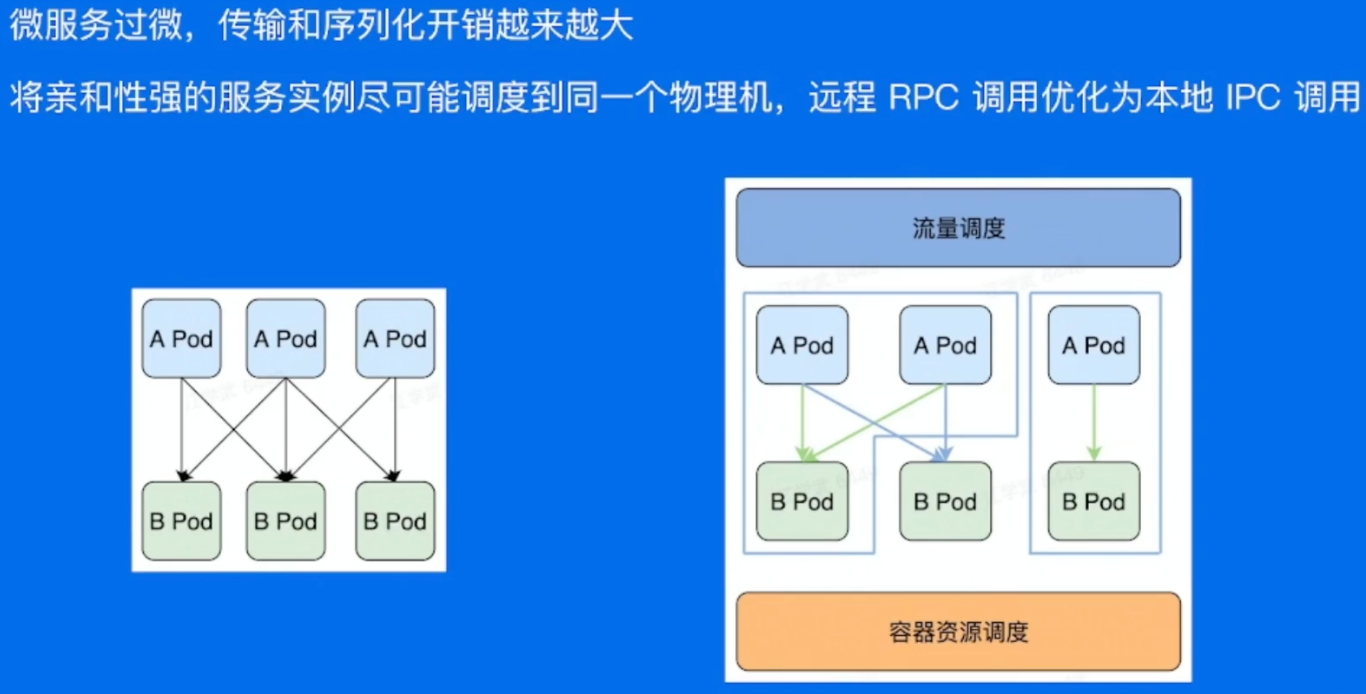 微服务过微，传输和序列化开销越来越大
将亲和性强的服务实例尽可能调度到同一个物理机，远程 RPC 调用优化为本地 IPC 调用
A Pod A Pod A Pod
B Pod B Pod B Pod
流量调度
A Pod A Pod A Pod
B Pod B Pod B Pod
容器资源调度